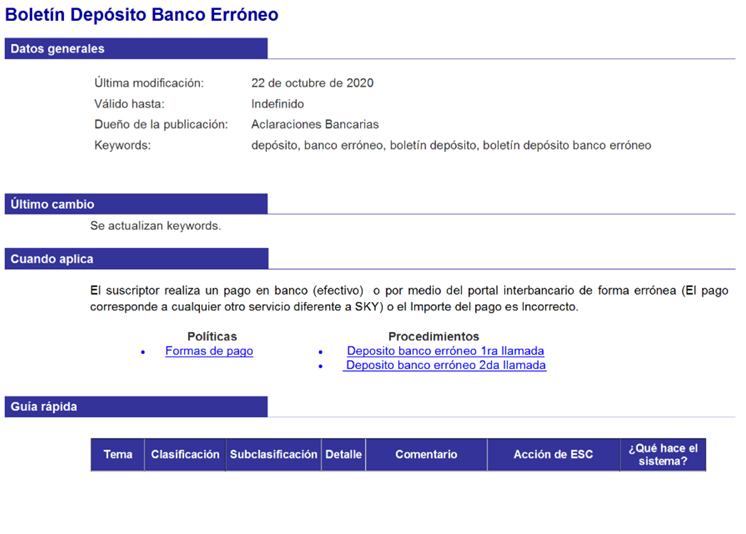 Boletín Depósito Banco Erróneo
Datos generales
Última modificación: 22 de octubre de 2020
Válido hasta: Indefinido
Dueño de la publicación: Aclaraciones Bancarias
Keywords: depósito, banco erróneo, boletín depósito, boletín depósito banco erróneo
Último cambio
Se actualizan keywords.
Cuando aplica
El suscriptor realiza un pago en banco (efectivo) o por medio del portal interbancario de forma errónea (El pago
corresponde a cualquier otro servicio diferente a SKY) o el Importe del pago es Incorrecto.
Políticas Procedimientos
• Formas de pago • Deposito banco erróneo 1ra llamada
• Deposito banco erróneo 2da llamada
Guía rápida
Tema Clasificación Subclasificación Detalle Comentario Acción de ESC ¿Qué hace el
sistema?